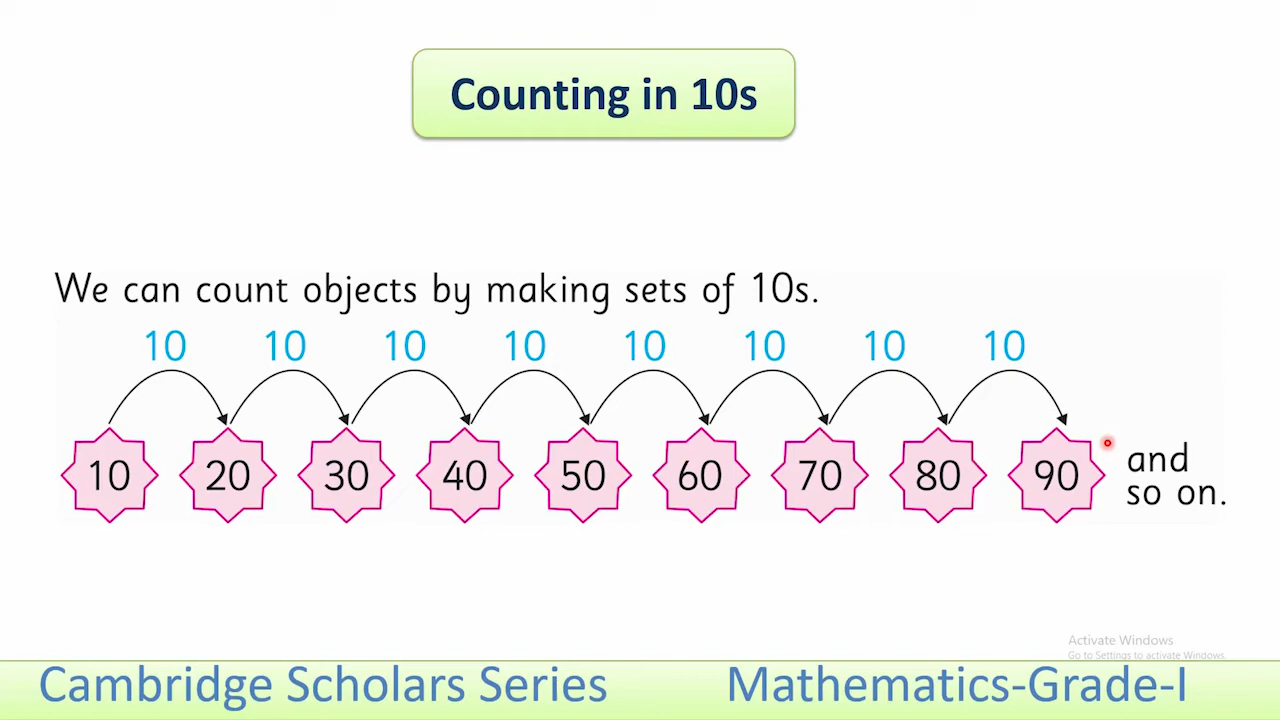 Counting in 10s
We can count objects by making sets of 10s.
10 10 10 10 10 10 10 10
10 20 30 40 50 60 70 80 90 and
so on.
Activate Windows
Go to Settings to activate Windows.
Cambridge Scholars Series Mathematics-Grade-I